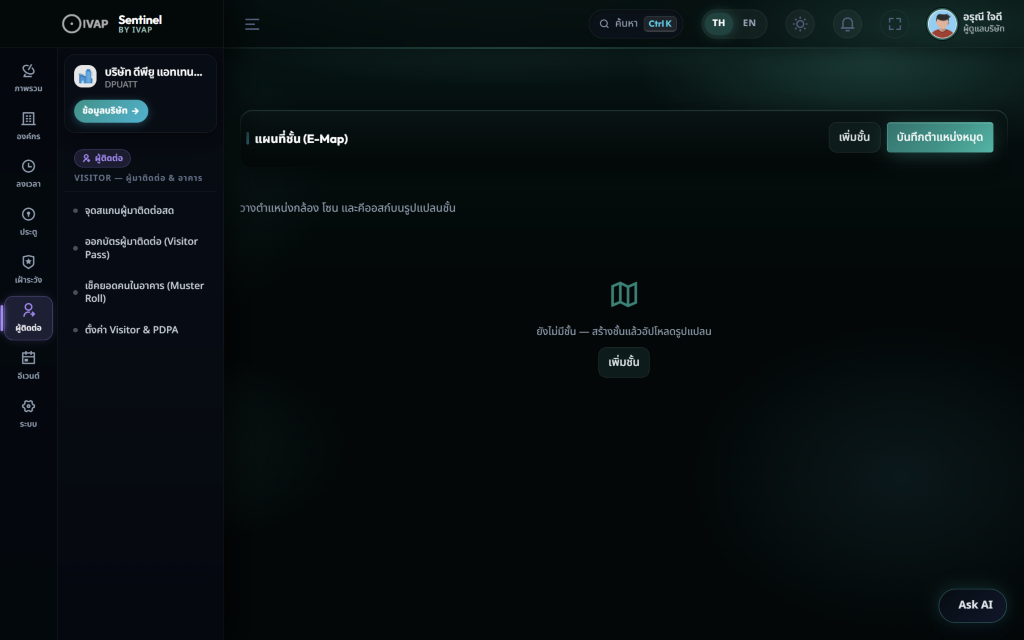 IVAP
Sentinel
BY IVAP
ค้นหา
Ctrl K
TH
EN
อรุณี ใจดี
ผู้ดูแลบริษัท
ภาพรวม
องค์กร
ลงเวลา
ประตู
เฝ้าระวัง
ผู้ติดต่อ
อีเวนต์
ระบบ
บริษัท ดีพียู แอทเทน...
DPUATT
ข้อมูลบริษัท →
ผู้ติดต่อ
VISITOR — ผู้มาติดต่อ & อาคาร
จุดสแกนผู้มาติดต่อสด
ออกบัตรผู้มาติดต่อ (Visitor
Pass)
เช็คยอดคนในอาคาร (Muster
Roll)
ตั้งค่า Visitor & PDPA
แผนที่ชั้น (E-Map)
เพิ่มชั้น
บันทึกตำแหน่งหมุด
วางตำแหน่งกล้อง โซน และคีออสก์บนรูปแปลนชั้น
ยังไม่มีชั้น — สร้างชั้นแล้วอัปโหลดรูปแปลน
เพิ่มชั้น
Ask AI